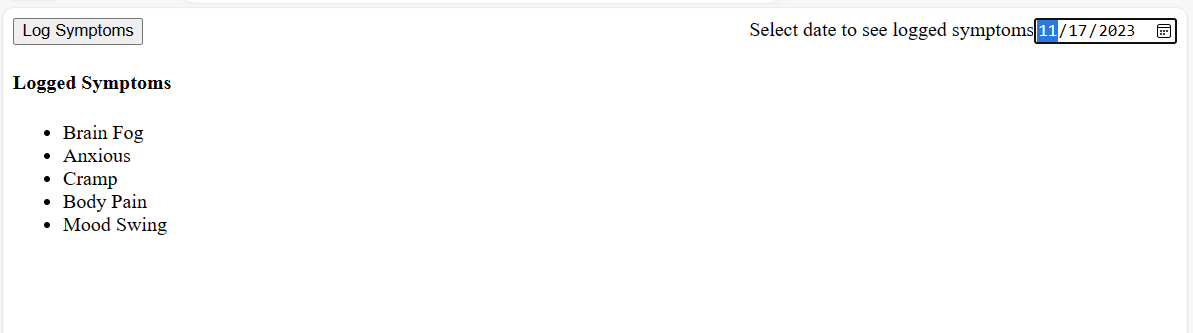 Log Symptoms
Select date to see logged symptoms 11/17/2023
Logged Symptoms
Brain Fog
Anxious
Cramp
Body Pain
Mood Swing